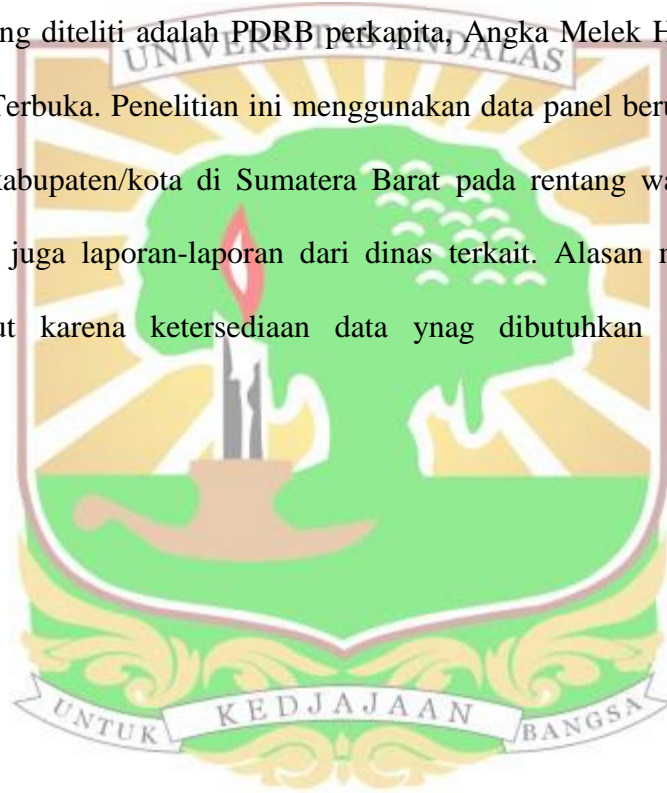 ng diteliti adalah PDRB perkapita, Angka Melek H
UNIVERSITAS ANDALAS
Terbuka. Penelitian ini menggunakan data panel beru
kabupaten/kota di Sumatera Barat pada rentang wa
juga laporan-laporan dari dinas terkait. Alasan m
ut karena ketersediaan data ynag dibutuhkan
UNTUK KEDJAJAAN BANGSA